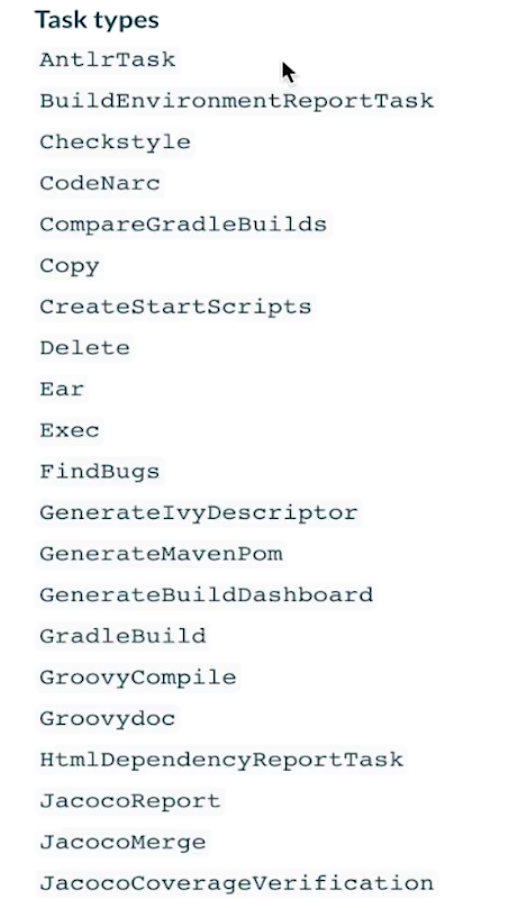 Task types
AntlrTask
BuildEnvironmentReportTask
Checkstyle
CodeNarc
CompareGradleBuilds
Copy
CreateStartScripts
Delete
Ear
Exec
FindBugs
GenerateIvyDescriptor
GenerateMavenPom
GenerateBuildDashboard
GradleBuild
GroovyCompile
Groovydoc
HtmlDependencyReportTask
JacocoReport
JacocoMerge
JacocoCoverageVerification